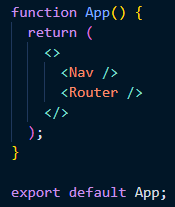 function App() {
  return (
    <>
      <Nav />
      <Router />
    </>
  );
}

export default App;